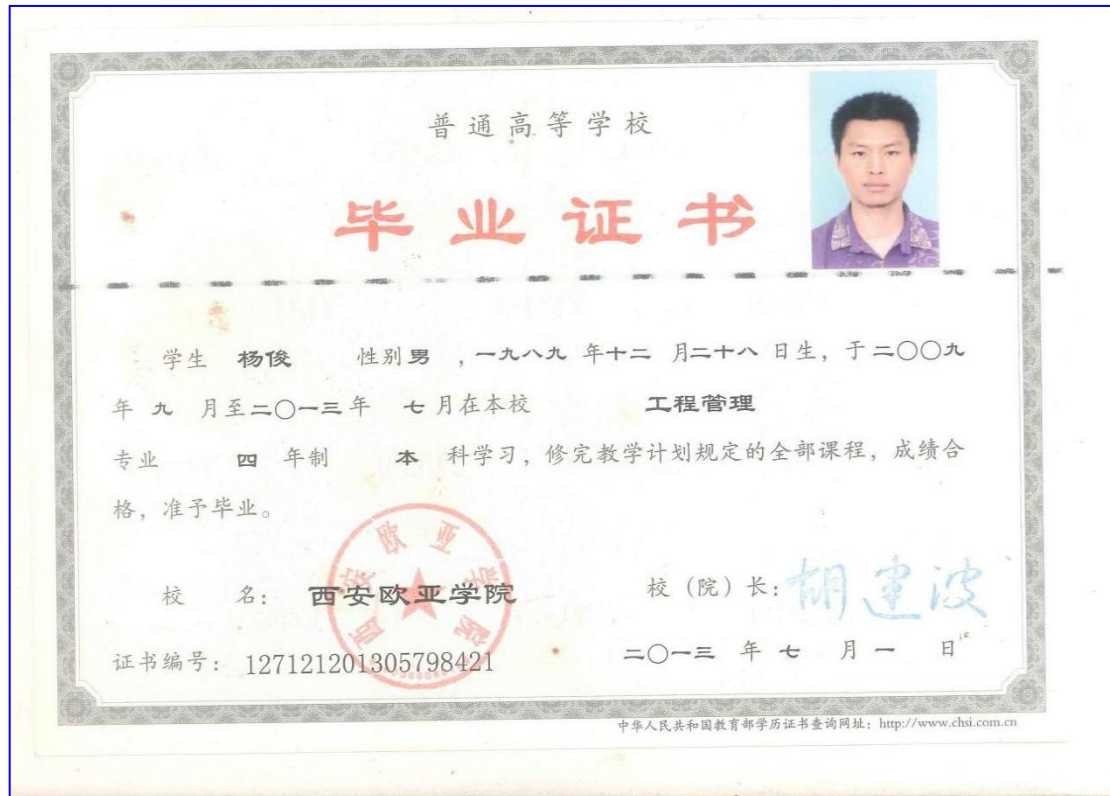 普通高等学校
毕业证书
学生 杨俊 性别 男 ，一九八九 年十二 月二十八 日生，于二〇〇九
年 九 月至二〇一三年 七月在本校 工程管理
专业 四 年制 本 科学习，修完教学计划规定的全部课程，成绩合
格，准予毕业。
西安欧亚学院
校 名： 西安欧亚学院
校（院）长：胡建波
证书编号： 127121201305798421
二〇一三 年 七 月 一 日
中华人民共和国教育部学历证书查询网址：http://www.chsi.com.cn